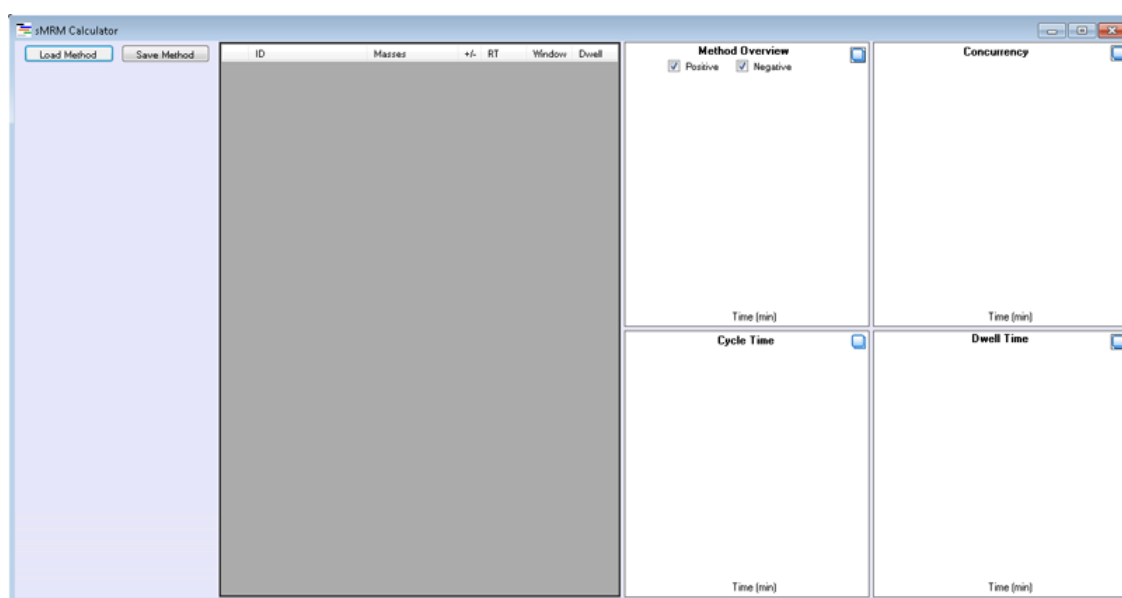 sMRM Calculator
Load Method Save Method
ID Masses +/- RT Window Dwell
Method Overview
Positive Negative
Time (min)
Concurrency
Time (min)
Cycle Time
Time (min)
Dwell Time
Time (min)